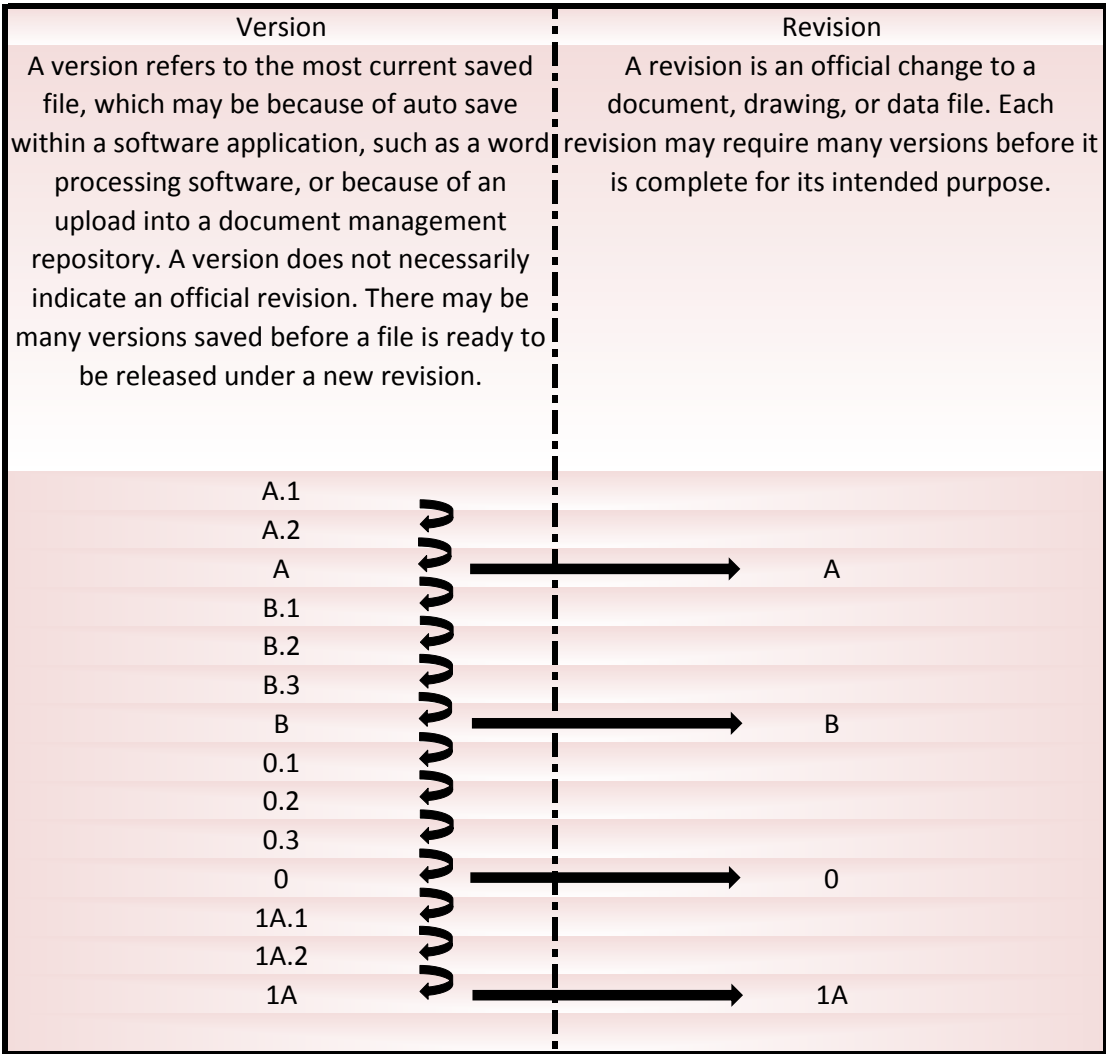 Version
Revision
A version refers to the most current saved
file, which may be because of auto save
within a software application, such as a word
processing software, or because of an
upload into a document management
repository. A version does not necessarily
indicate an official revision. There may be
many versions saved before a file is ready to
be released under a new revision.
A revision is an official change to a
document, drawing, or data file. Each
revision may require many versions before it
is complete for its intended purpose.
A.1
A.2
A A
B.1
B.2
B.3
B B
0.1
0.2
0.3
0 0
1A.1
1A.2
1A 1A